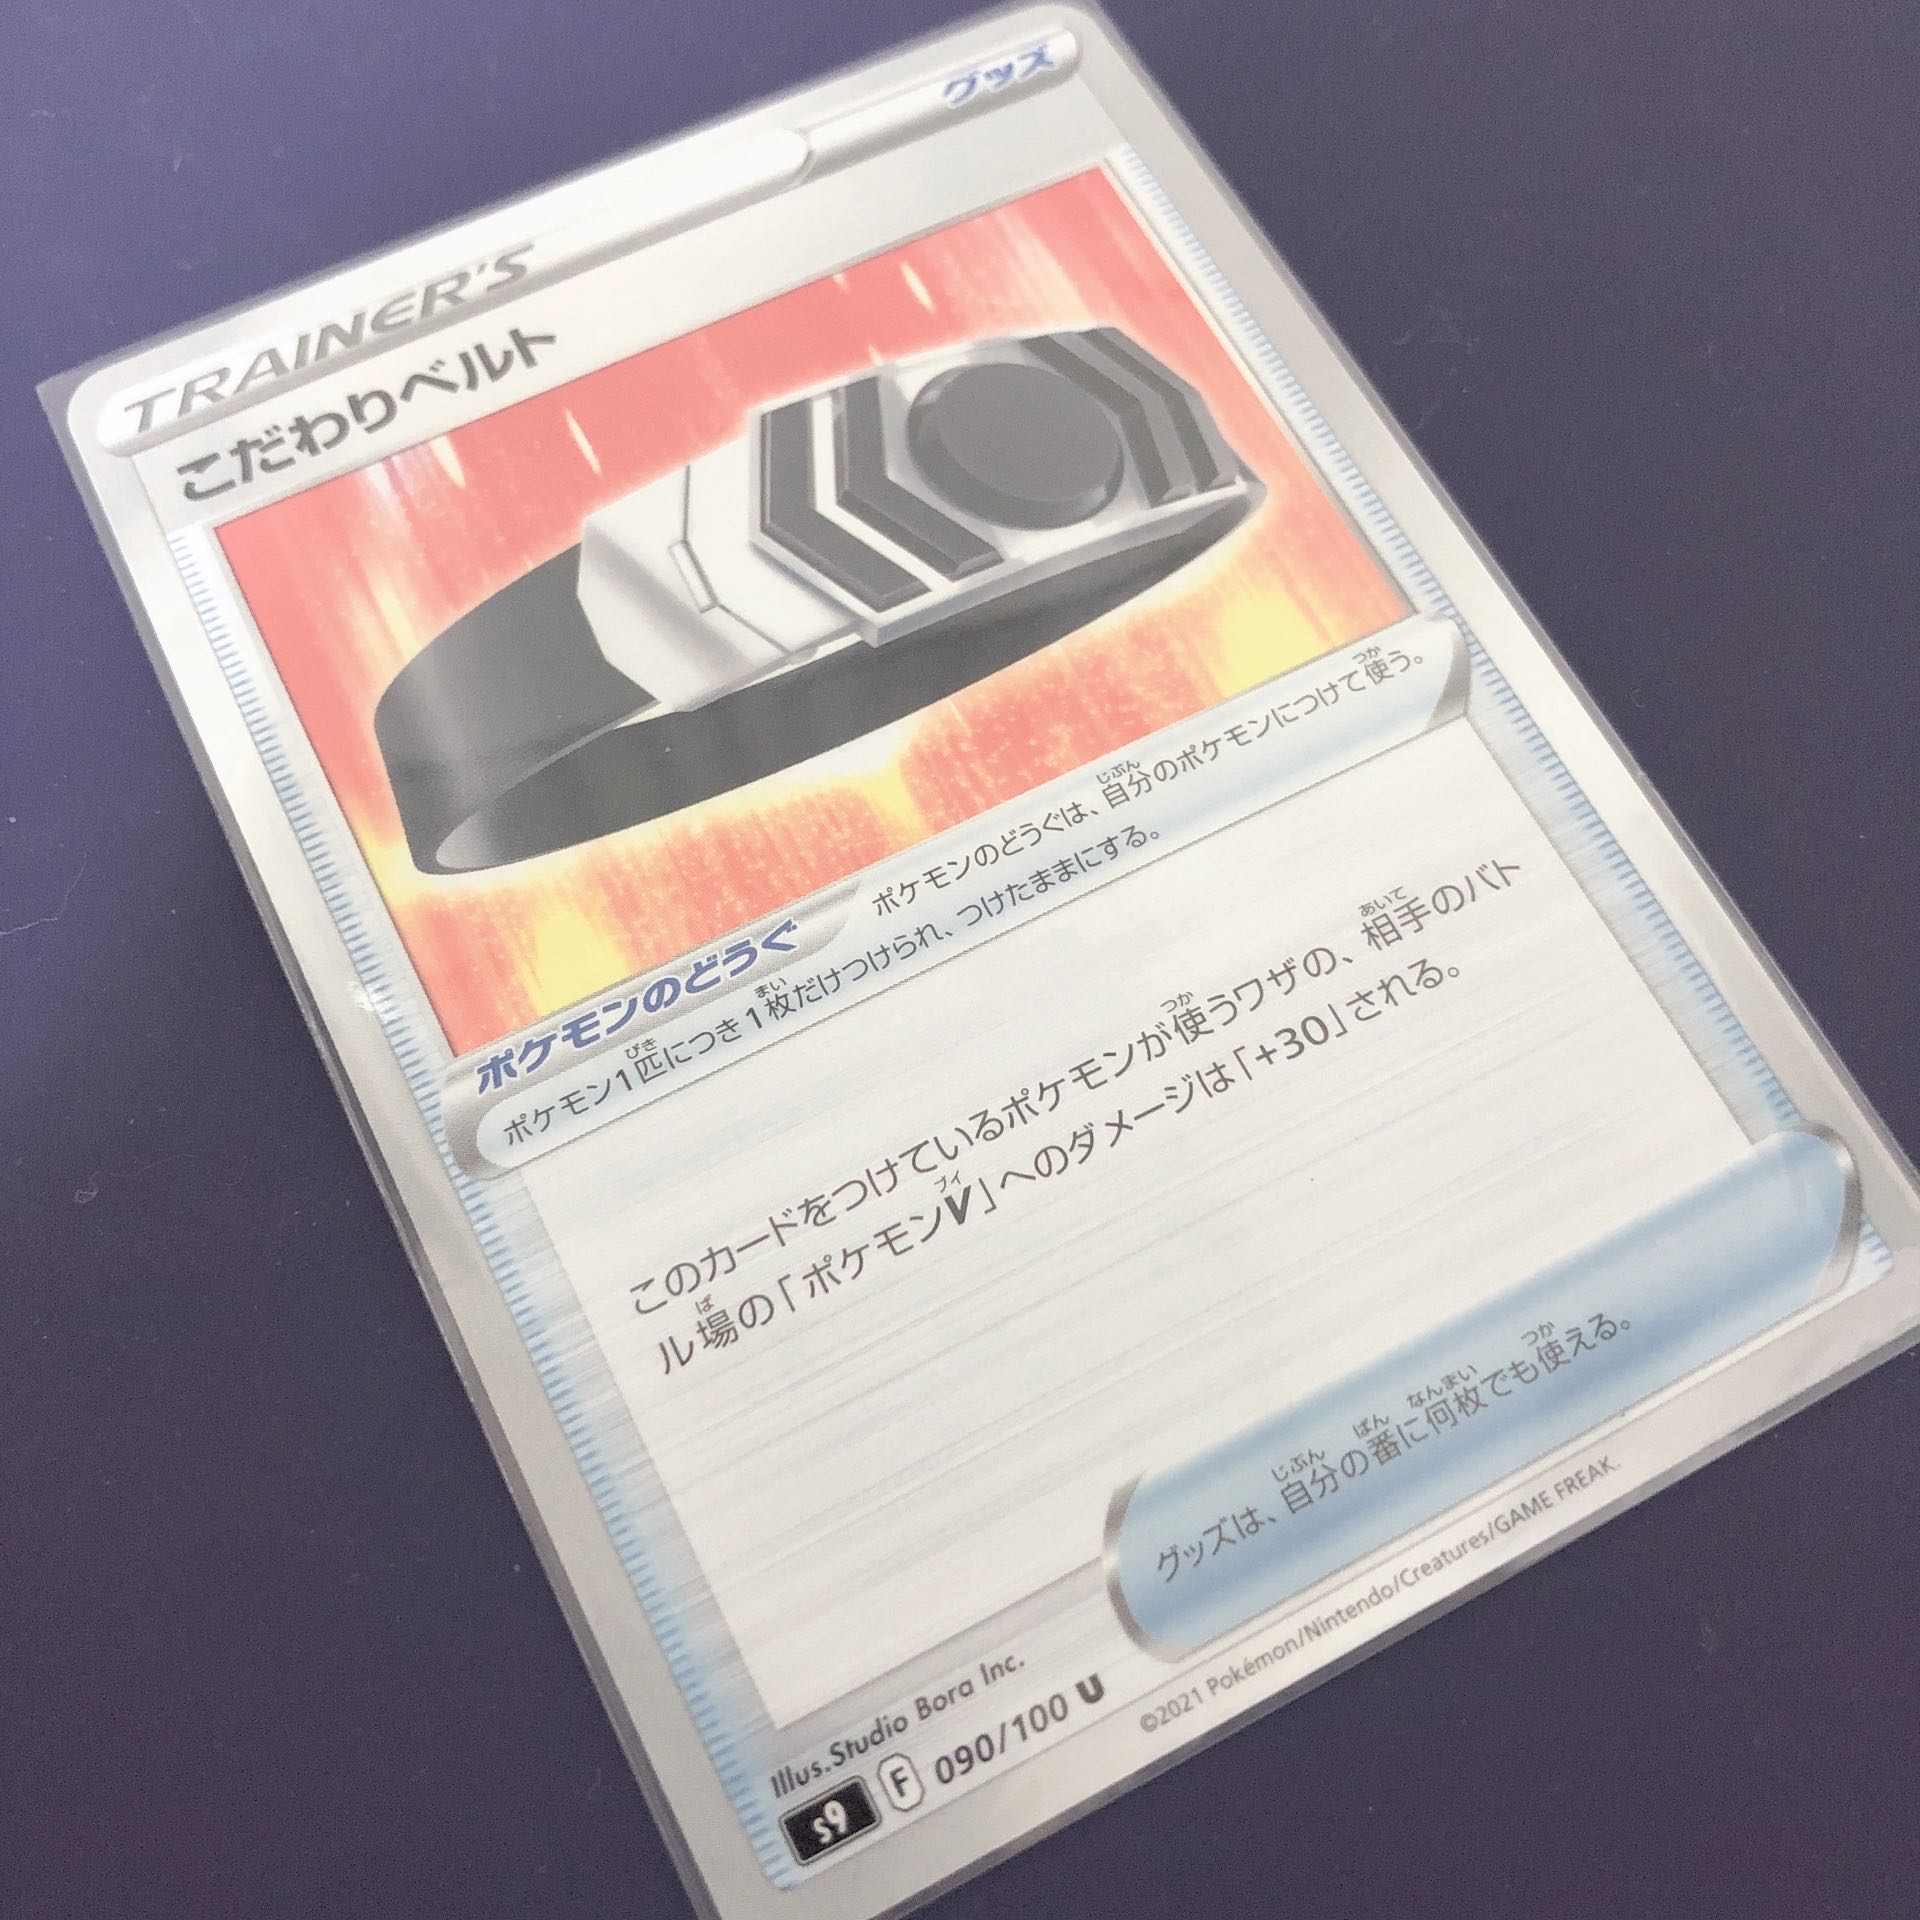 グッズ
TRAINER'S
こだわりベルト
ポケモンのどうぐ
ポケモンのどうぐは、自分のポケモンにつけて使う。
ポケモン1匹につき1枚だけつけられ、つけたままにする。
このカードをつけているポケモンが使うワザの、相手のバト
ル場の「ポケモンV」へのダメージは「+30」される。
グッズは、自分の番に何枚でも使える。
Illus.Studio Bora Inc.
s9 F 090/100 U
©2021 Pokémon/Nintendo/Creatures/GAME FREAK.